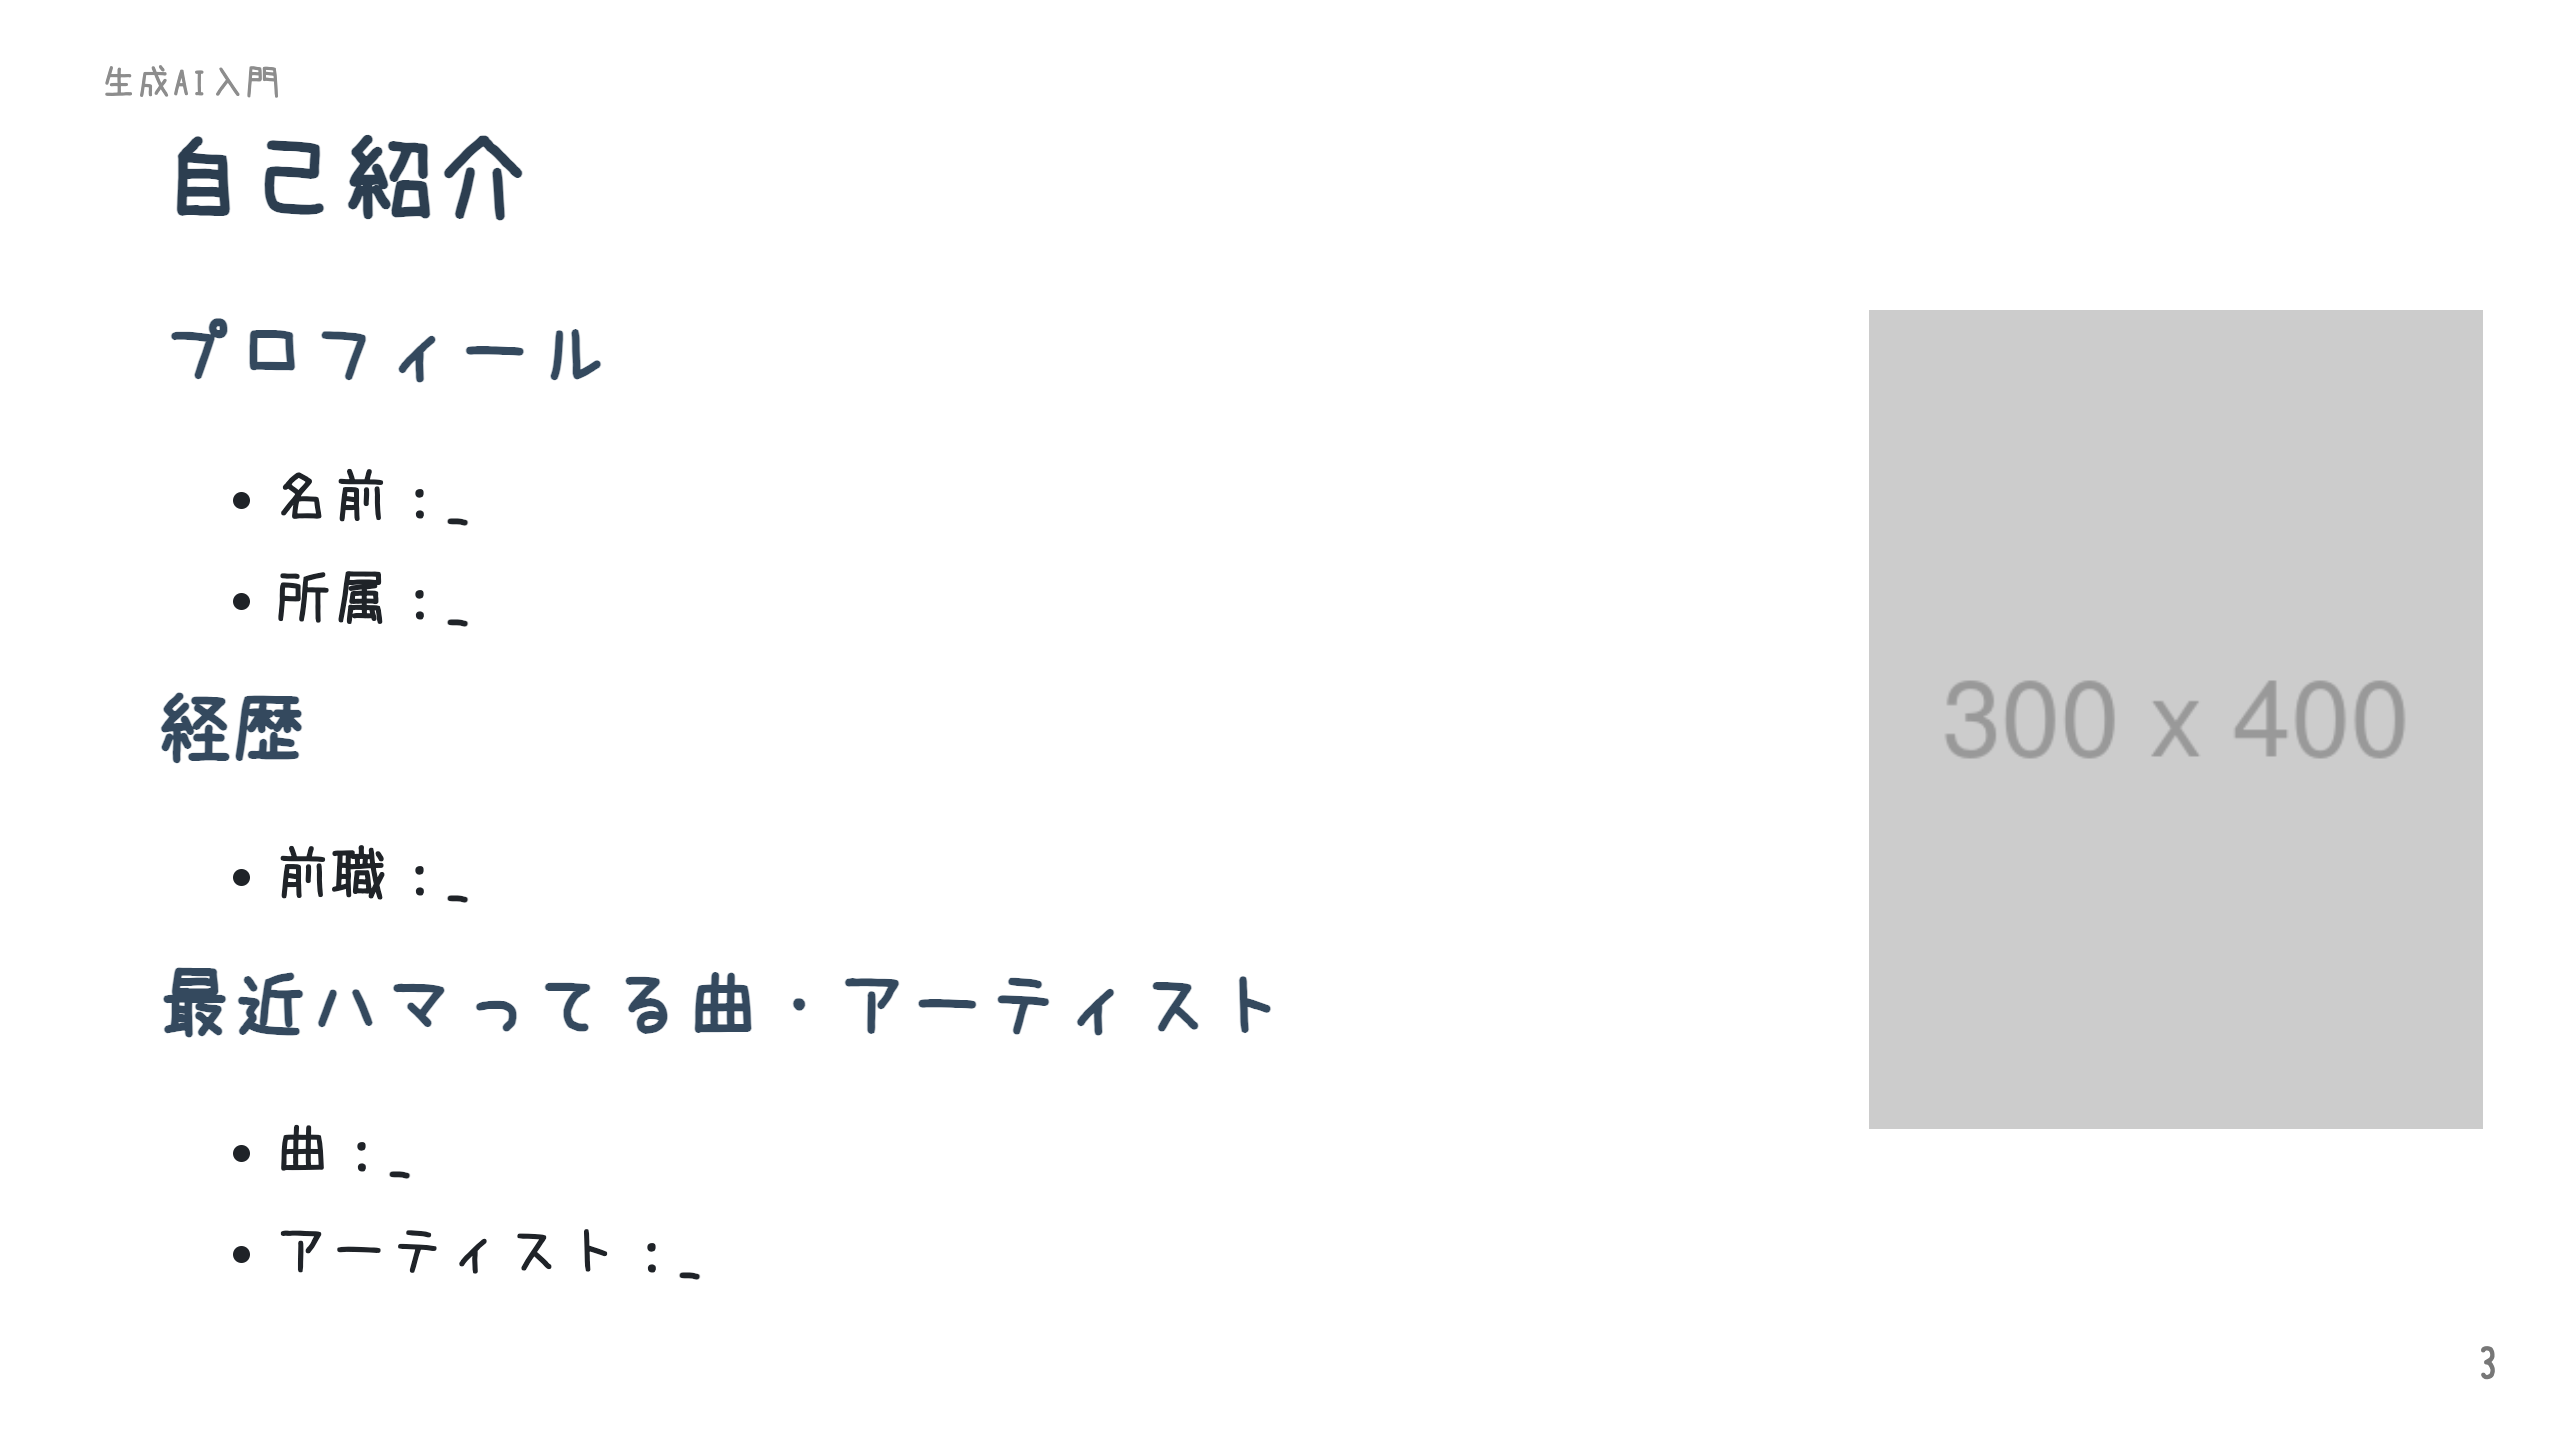 生成AI入門
自己紹介
プロフィール
• 名前：_
• 所属：_
経歴
• 前職：_
最近ハマってる曲・アーティスト
• 曲：_
• アーティスト：_
300 x 400
3